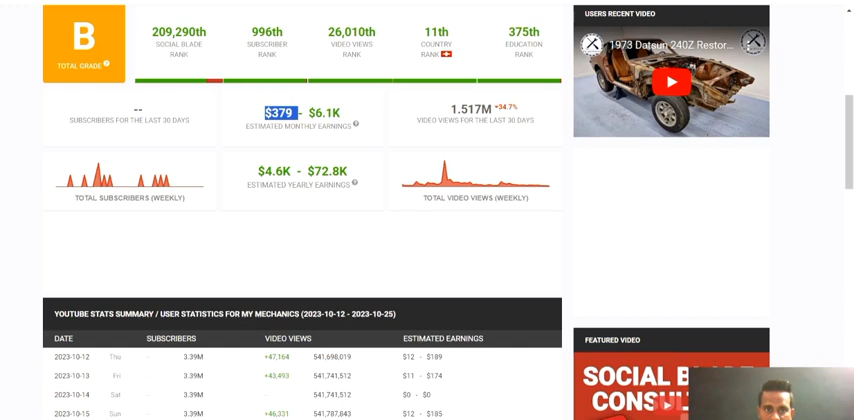 B
TOTAL GRADE
209,290th
SOCIAL BLADE
RANK
996th
SUBSCRIBER
RANK
26,010th
VIDEO VIEWS
RANK
11th
COUNTRY
RANK
375th
EDUCATION
RANK
--
SUBSCRIBERS FOR THE LAST 30 DAYS
$379 - $6.1K
ESTIMATED MONTHLY EARNINGS
1.517M 34.7%
VIDEO VIEWS FOR THE LAST 30 DAYS
TOTAL SUBSCRIBERS (WEEKLY)
$4.6K - $72.8K
ESTIMATED YEARLY EARNINGS
TOTAL VIDEO VIEWS (WEEKLY)
YOUTUBE STATS SUMMARY / USER STATISTICS FOR MY MECHANICS (2023-10-12 - 2023-10-25)
DATE SUBSCRIBERS VIDEO VIEWS ESTIMATED EARNINGS
2023-10-12 Thu -- 3.39M +47,164 541,698,019 $12 - $189
2023-10-13 Fri -- 3.39M +43,493 541,741,512 $11 - $174
2023-10-14 Sat -- 3.39M -- 541,741,512 $0 - $0
2023-10-15 Sun -- 3.39M +46,331 541,787,843 $12 - $185
USERS RECENT VIDEO
1973 Datsun 240Z Restor...
FEATURED VIDEO
SOCIAL B
CONSU